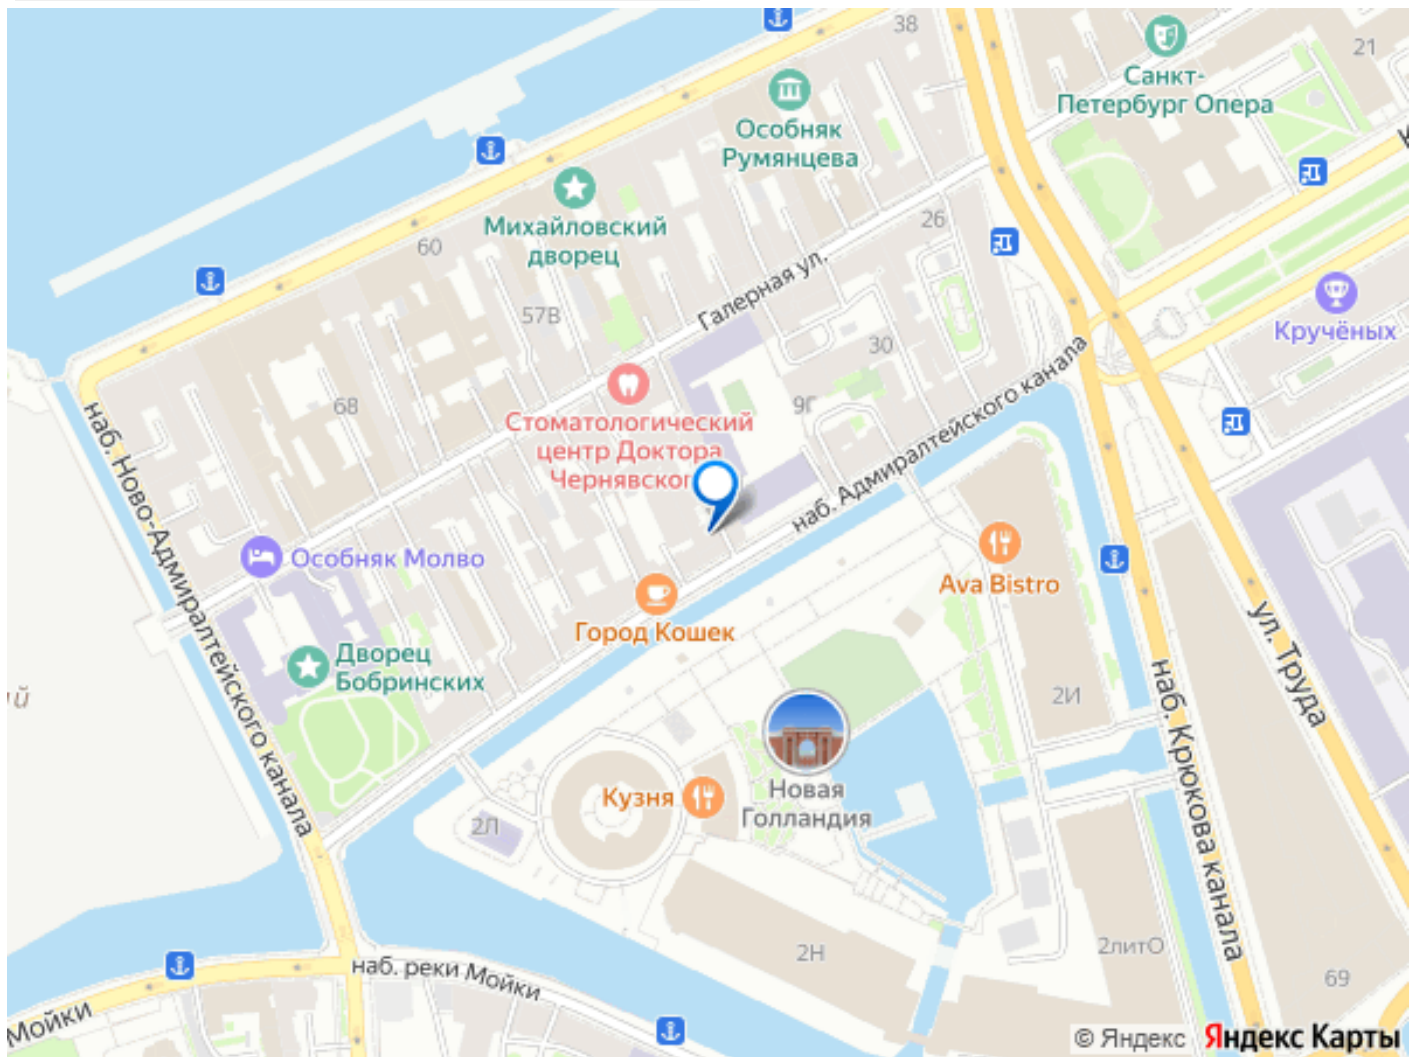 38
21
Санкт-
Петербург Опера
Особняк
Румянцева
Михайловский
дворец
60
26
Галерная ул.
57В
30
Кручёных
68
9Г
Стоматологический
центр Доктора
Чернявског
наб. Адмиралтейского канала
наб. Ново-Адмиралтейского канала
Особняк Молво
Ava Bistro
Город Кошек
ул. Труда
Дворец
Бобринских
ий
2И
наб. Крюкова канала
Новая
Голландия
Кузня
2Л
2Н
2литО
69
наб. реки Мойки
Мойки
© Яндекс Яндекс Карты